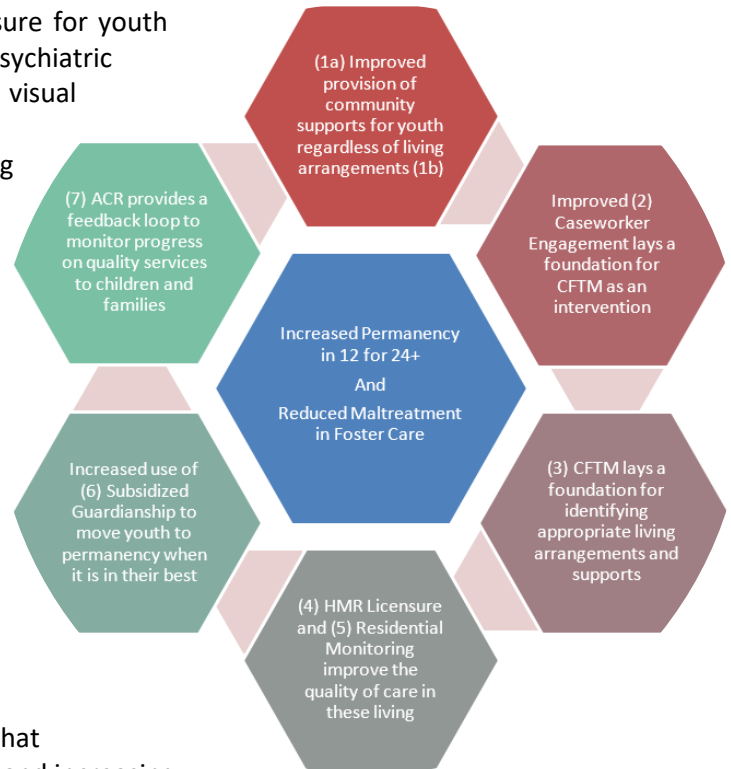 sure for youth
psychiatric
visual
g
(1a) Improved
provision of
community
supports for youth
regardless of living
arrangements (1b)
Improved (2)
Caseworker
Engagement lays a
foundation for
CFTM as an
intervention
(3) CFTM lays a
foundation for
identifying
appropriate living
arrangements and
supports
(4) HMR Licensure
and (5) Residential
Monitoring
improve the
quality of care in
these living
Increased use of
(6) Subsidized
Guardianship to
move youth to
permanency when
it is in their best
(7) ACR provides a
feedback loop to
monitor progress
on quality services
to children and
families
Increased Permanency
in 12 for 24+
And
Reduced Maltreatment
in Foster Care
hat